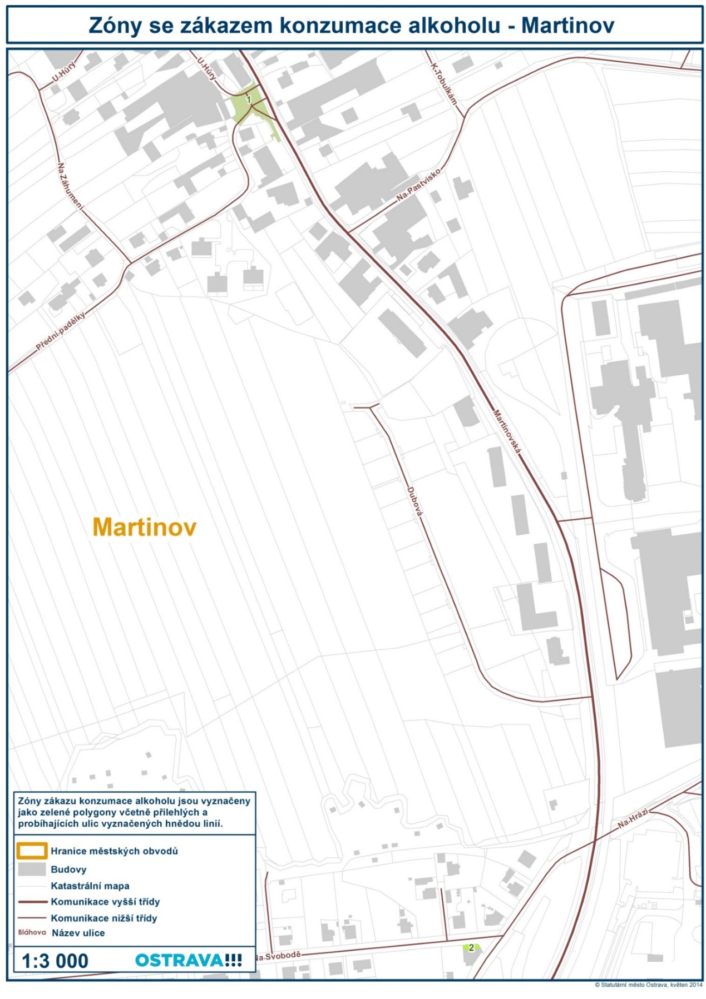 Zóny se zákazem konzumace alkoholu - Martinov
U Hůry
U Hůry
K Tobulkám
1
Na Záhumení
Na Pastvisko
Přední padělky
Martinovská
Dubová
Martinov
Zóny zákazu konzumace alkoholu jsou vyznačeny
jako zelené polygony včetně přilehlých a
probíhajících ulic vyznačených hnědou linií.
Na Hrázi
Hranice městských obvodů
Budovy
Katastrální mapa
Komunikace vyšší třídy
Komunikace nižší třídy
Bláhova Název ulice
2
Na Svobodě
1:3 000 OSTRAVA!!!
© Statutární město Ostrava, květen 2014